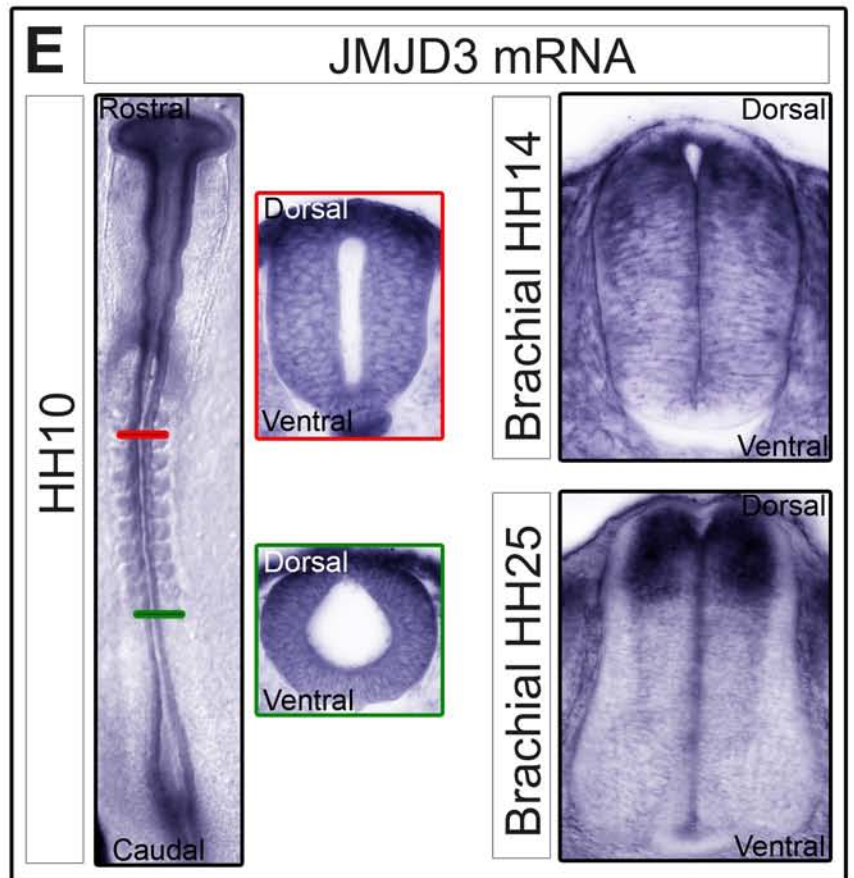 E
JMJD3 mRNA
HH10
Rostral
Caudal
Dorsal
Ventral
Dorsal
Ventral
Brachial HH14
Dorsal
Ventral
Brachial HH25
Dorsal
Ventral